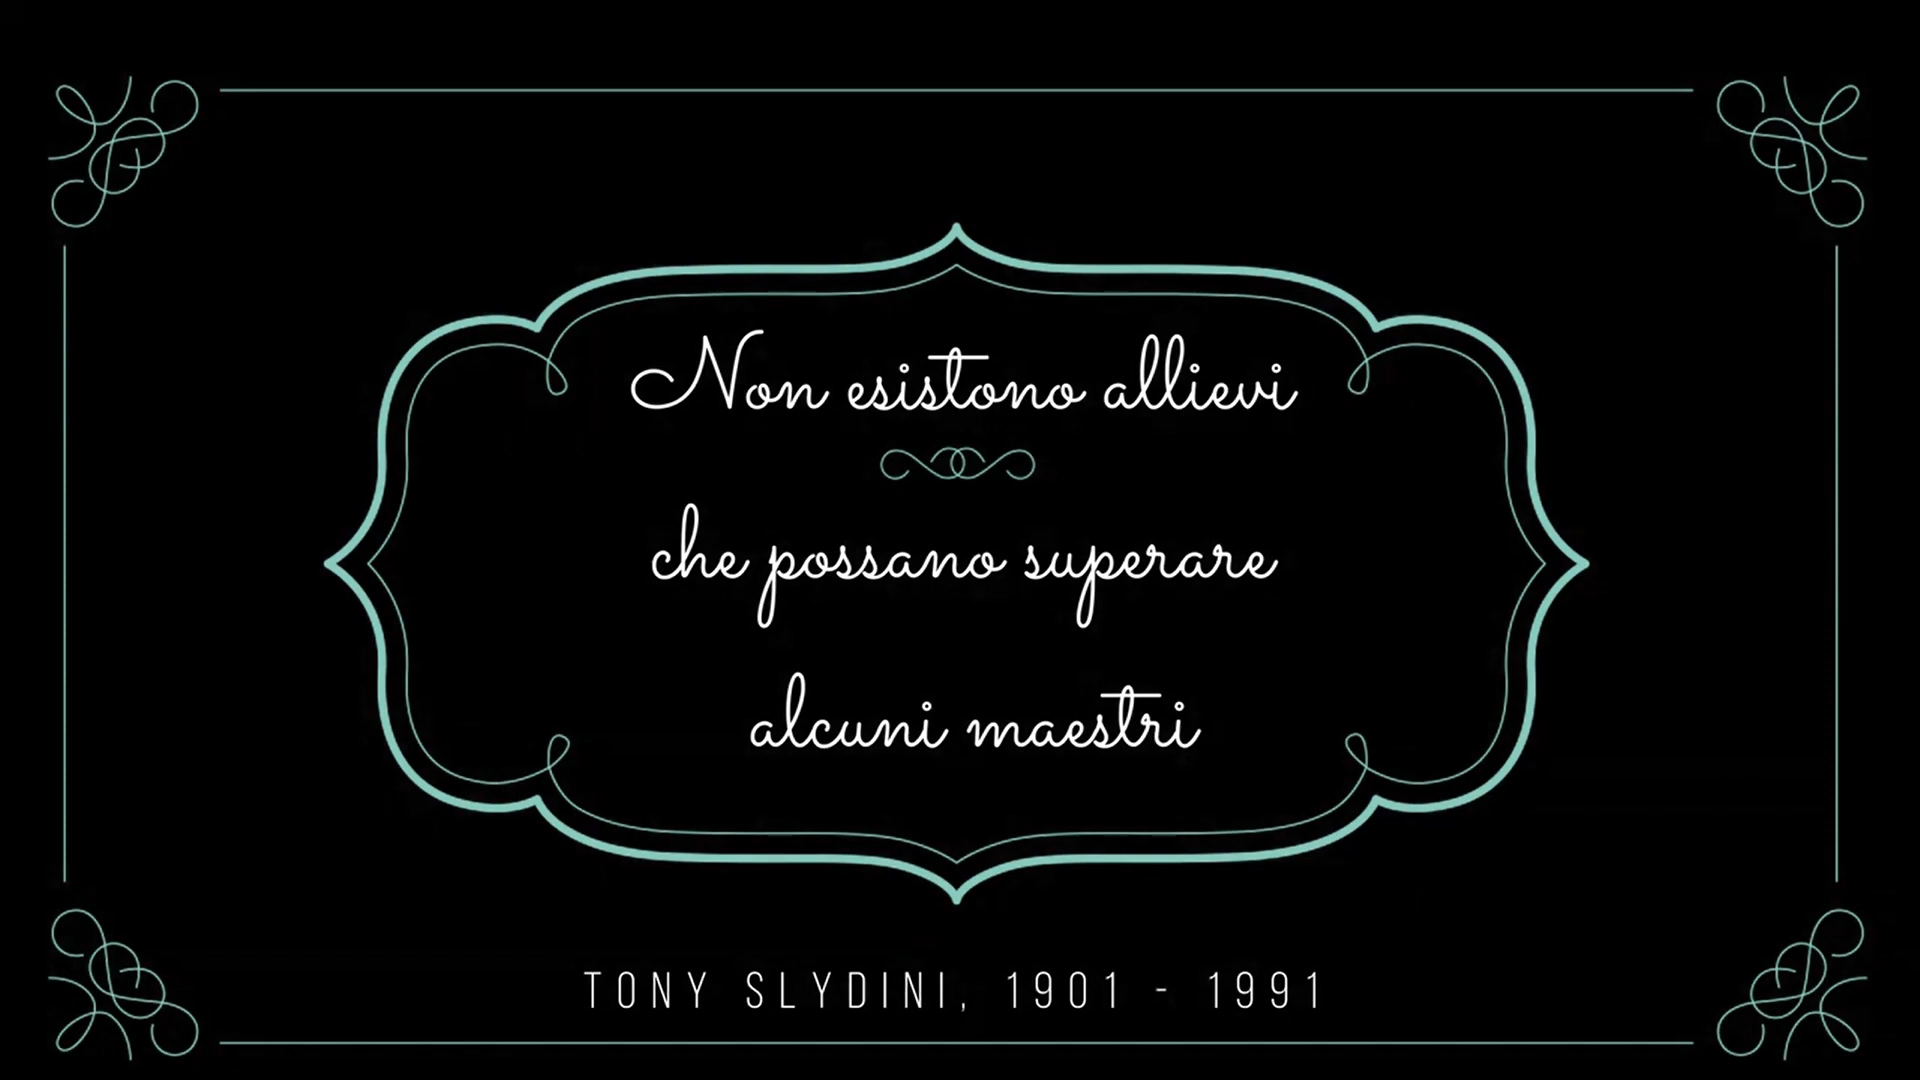 Non esistono allievi
che possano superare
alcuni maestri
TONY SLYDINI, 1901 - 1991